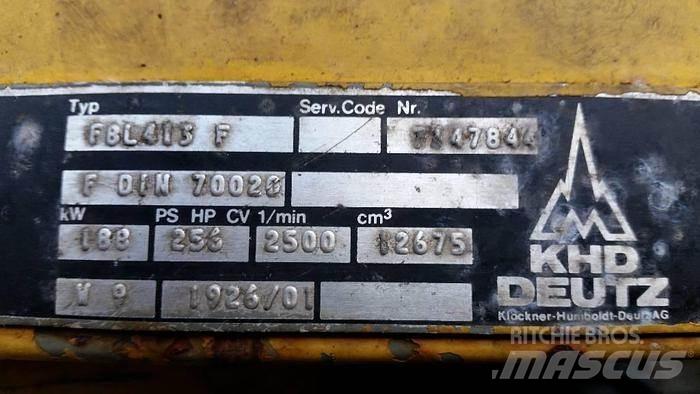 Typ Serv.Code Nr.
F8L413 F 7247844
F DIN 70020
kW PS HP CV 1/min cm³
188 256 2500 12675
W 9 1926/01
KHD
DEUTZ
Klöckner-Humboldt-Deutz AG
RITCHIE BROS.
MASCUS